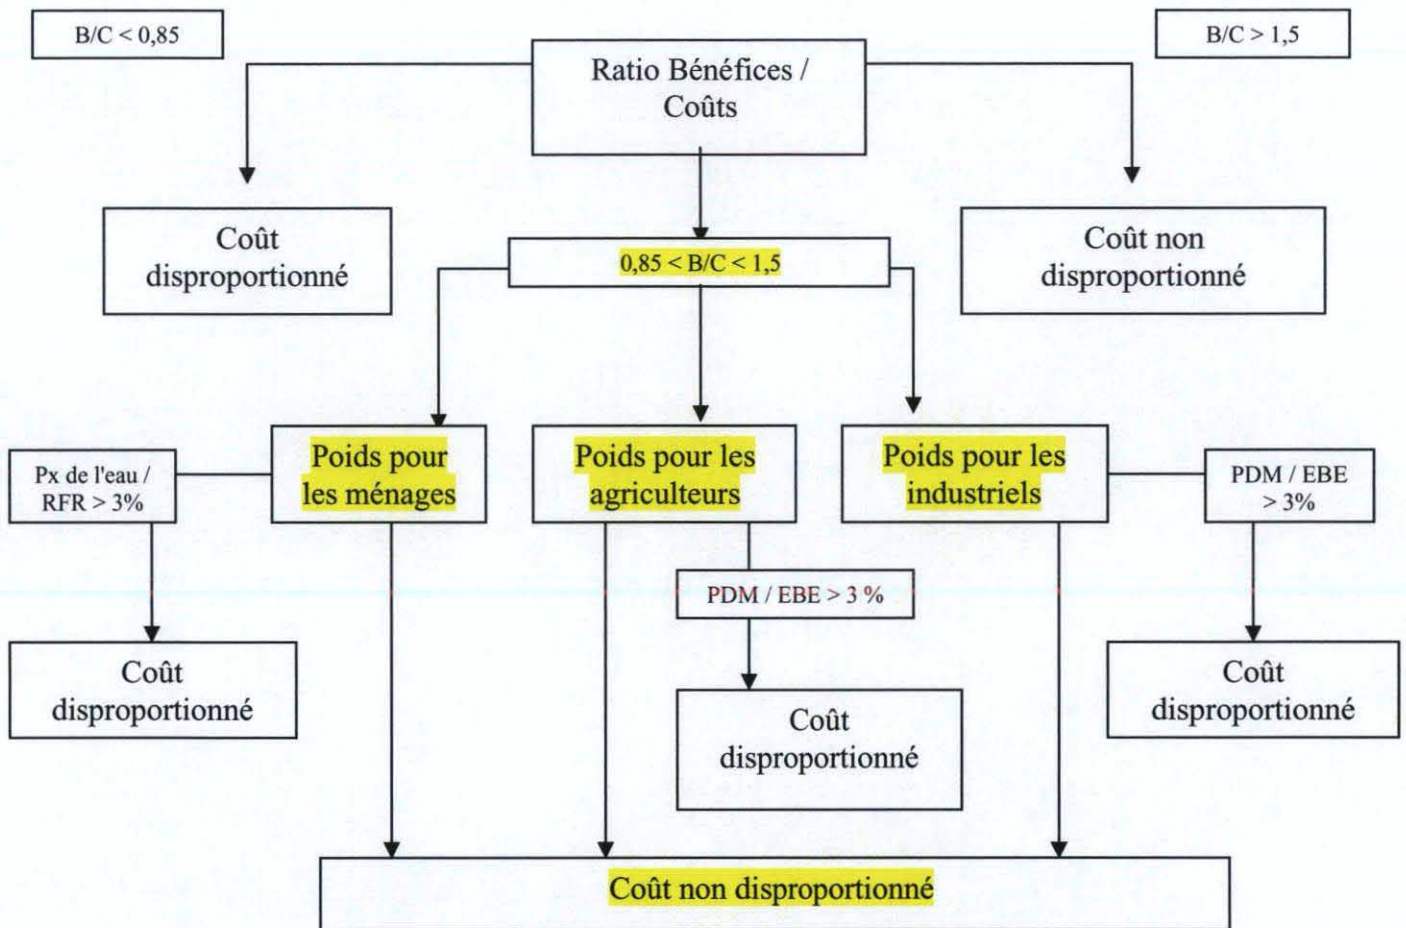 B/C < 0,85
B/C > 1,5
Ratio Bénéfices /
Coûts
Coût
disproportionné
0,85 < B/C < 1,5
Coût non
disproportionné
Px de l'eau /
RFR > 3%
Poids pour
les ménages
Poids pour les
agriculteurs
Poids pour les
industriels
PDM / EBE
> 3%
PDM / EBE > 3 %
Coût
disproportionné
Coût
disproportionné
Coût
disproportionné
Coût non disproportionné